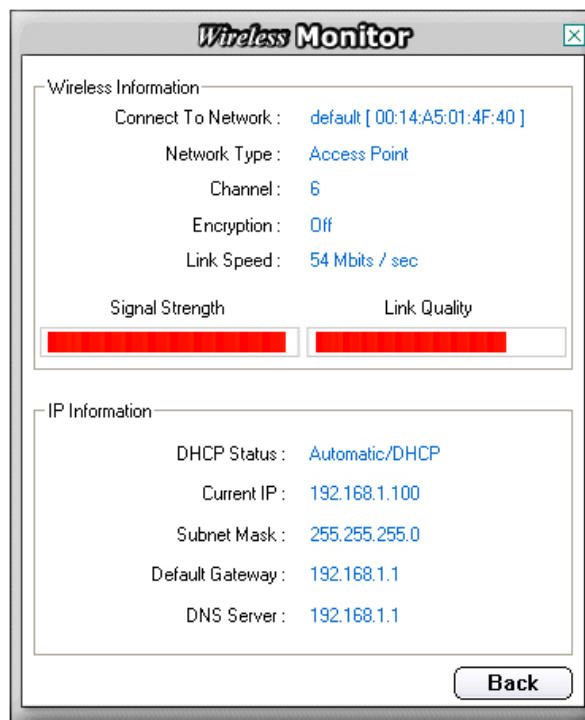 Wireless Monitor
Wireless Information
Connect To Network : default [ 00:14:A5:01:4F:40 ]
Network Type : Access Point
Channel : 6
Encryption : Off
Link Speed : 54 Mbits / sec
Signal Strength Link Quality
IP Information
DHCP Status : Automatic/DHCP
Current IP : 192.168.1.100
Subnet Mask : 255.255.255.0
Default Gateway : 192.168.1.1
DNS Server : 192.168.1.1
Back